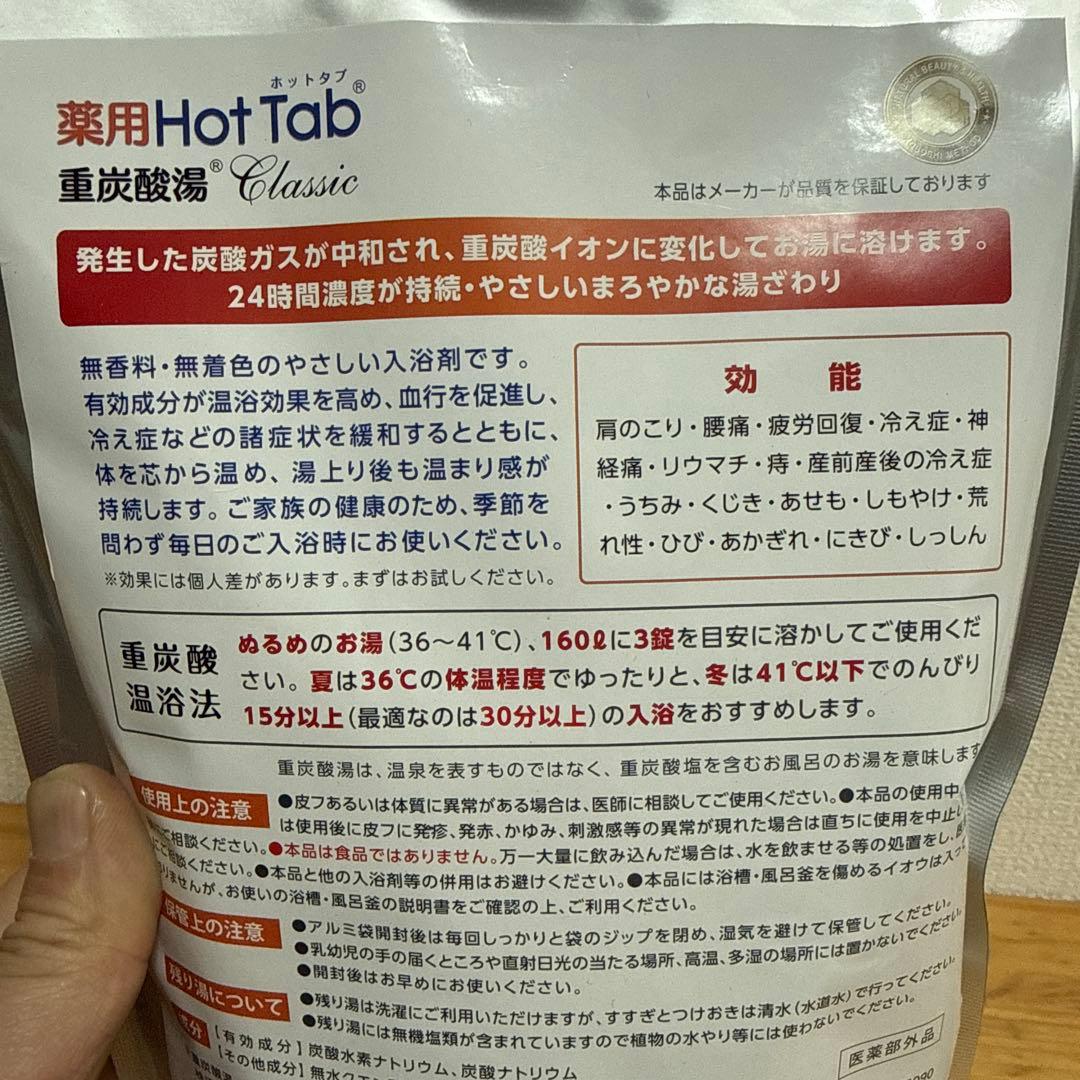 ホットタブ
薬用Hot Tab®
重炭酸湯® Classic
本品はメーカーが品質を保証しております
発生した炭酸ガスが中和され、重炭酸イオンに変化してお湯に溶けます。
24時間濃度が持続・やさしいまろやかな湯ざわり
無香料・無着色のやさしい入浴剤です。
有効成分が温浴効果を高め、血行を促進し、
冷え症などの諸症状を緩和するとともに、
体を芯から温め、湯上り後も温まり感が
持続します。ご家族の健康のため、季節を
問わず毎日のご入浴時にお使いください。
※効果には個人差があります。まずはお試しください。
効 能
肩のこり・腰痛・疲労回復・冷え症・神
経痛・リウマチ・痔・産前産後の冷え症
・うちみ・くじき・あせも・しもやけ・荒
れ性・ひび・あかぎれ・にきび・しっしん
重炭酸
温浴法
ぬるめのお湯(36〜41℃)、160ℓに3錠を目安に溶かしてご使用くだ
さい。夏は36℃の体温程度でゆったりと、冬は41℃以下でのんびり
15分以上(最適なのは30分以上)の入浴をおすすめします。
重炭酸湯は、温泉を表すものではなく、重炭酸塩を含むお風呂のお湯を意味します
使用上の注意
●皮フあるいは体質に異常がある場合は、医師に相談してご使用ください。●本品の使用中
は使用後に皮フに発疹、発赤、かゆみ、刺激感等の異常が現れた場合は直ちに使用を中止し
ご相談ください。●本品は食品ではありません。万一大量に飲み込んだ場合は、水を飲ませる等の処置をし、
にご相談ください。●本品と他の入浴剤等の併用はお避けください。●本品には浴槽・風呂釜を傷めるイオウは入っ
りませんが、お使いの浴槽・風呂釜の説明書をご確認の上、ご利用ください。
保管上の注意
●アルミ袋開封後は毎回しっかりと袋のジップを閉め、湿気を避けて保管してください。
●乳幼児の手の届くところや直射日光の当たる場所、高温、多湿の場所には置かないでください。
●開封後はお早めにお使いください。
残り湯について
●残り湯は洗濯にご利用いただけますが、すすぎとつけおきは清水(水道水)で行ってください。
●残り湯には無機塩類が含まれていますので植物の水やり等には使わないでください。
成分
【有効成分】炭酸水素ナトリウム、炭酸ナトリウム
【その他成分】無水クエン
医薬部外品